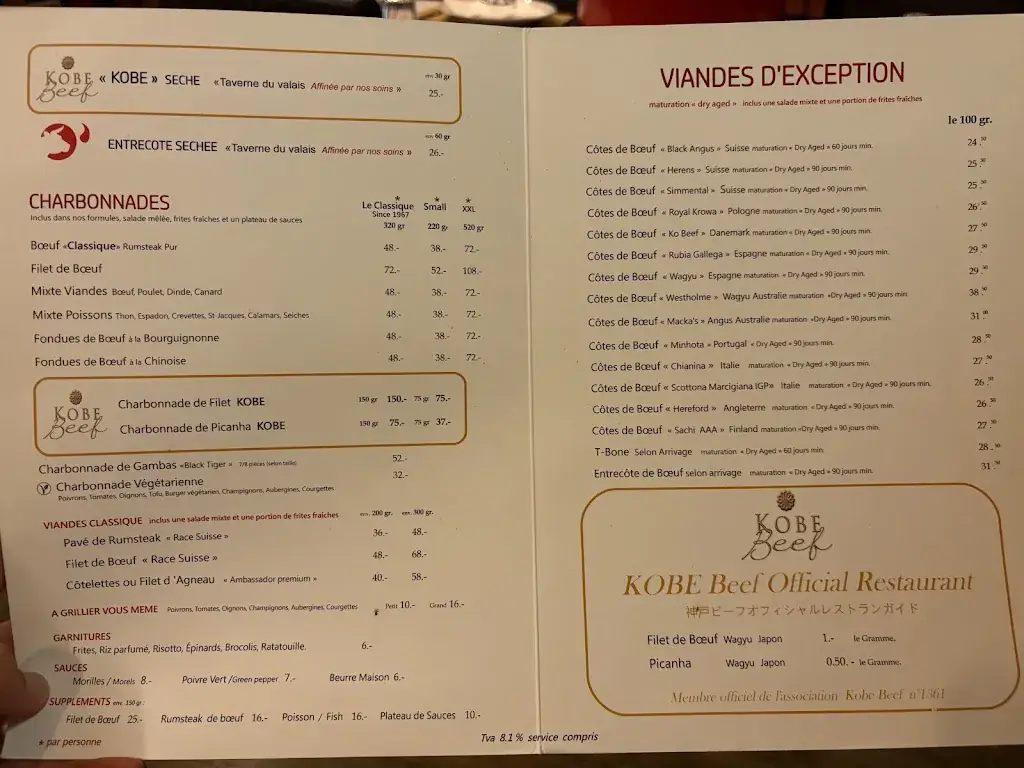 KOBE Beef « KOBE » SECHE «Taverne du valais Affinée par nos soins » env. 30 gr 25.-
ENTRECOTE SECHEE «Taverne du valais Affinée par nos soins » env. 60 gr 26.-
CHARBONNADES
Inclus dans nos formules, salade mêlée, frites fraîches et un plateau de sauces
* * *
Le Classique Small XXL
Since 1967
320 gr 220 gr 520 gr
Bœuf «Classique» Rumsteak Pur 48.- 38.- 72.-
Filet de Bœuf 72.- 52.- 108.-
Mixte Viandes Bœuf, Poulet, Dinde, Canard 48.- 38.- 72.-
Mixte Poissons Thon, Espadon, Crevettes, St-Jacques, Calamars, Seiches 48.- 38.- 72.-
Fondues de Bœuf à la Bourguignonne 48.- 38.- 72.-
Fondues de Bœuf à la Chinoise 48.- 38.- 72.-
KOBE Beef
Charbonnade de Filet KOBE 150 gr 150.- 75 gr 75.-
Charbonnade de Picanha KOBE 150 gr 75.- 75 gr 37.-
Charbonnade de Gambas «Black Tiger » 7/8 pièces (selon taille) 52.-
Charbonnade Végétarienne 32.-
Poivrons, Tomates, Oignons, Tofu, Burger végétarien, Champignons, Aubergines, Courgettes
VIANDES CLASSIQUE inclus une salade mixte et une portion de frites fraîches env. 200 gr. env. 300 gr.
Pavé de Rumsteak « Race Suisse » 36.- 48.-
Filet de Bœuf « Race Suisse » 48.- 68.-
Côtelettes ou Filet d 'Agneau « Ambassador premium » 40.- 58.-
A GRILLIER VOUS MEME Poivrons, Tomates, Oignons, Champignons, Aubergines, Courgettes Petit 10.- Grand 16.-
GARNITURES
Frites, Riz parfumé, Risotto, Épinards, Brocolis, Ratatouille. 6.-
SAUCES
Morilles / Morels 8.- Poivre Vert /Green pepper 7.- Beurre Maison 6.-
SUPPLEMENTS env. 150 gr :
Filet de Bœuf 25.- Rumsteak de bœuf 16.- Poisson / Fish 16.- Plateau de Sauces 10.-
* par personne
VIANDES D'EXCEPTION
maturation « dry aged » inclus une salade mixte et une portion de frites fraîches
le 100 gr.
Côtes de Bœuf « Black Angus » Suisse maturation « Dry Aged » 60 jours min. 24.50
Côtes de Bœuf « Herens » Suisse maturation « Dry Aged » 90 jours min. 25.50
Côtes de Bœuf « Simmental » Suisse maturation « Dry Aged » 90 jours min. 25.50
Côtes de Bœuf « Royal Krowa » Pologne maturation « Dry Aged » 90 jours min. 26.50
Côtes de Bœuf « Ko Beef » Danemark maturation « Dry Aged » 90 jours min. 27.50
Côtes de Bœuf « Rubia Gallega » Espagne maturation « Dry Aged » 90 jours min. 29.50
Côtes de Bœuf « Wagyu » Espagne maturation « Dry Aged » 90 jours min. 29.50
Côtes de Bœuf « Westholme » Wagyu Australie maturation «Dry Aged » 90 jours min. 38.50
Côtes de Bœuf « Macka's » Angus Australie maturation «Dry Aged » 90 jours min. 31.50
Côtes de Bœuf « Minhota » Portugal « Dry Aged » 90 jours min. 28.50
Côtes de Bœuf « Chianina » Italie maturation « Dry Aged » 90 jours min. 27.50
Côtes de Bœuf « Scottona Marcigiana IGP» Italie maturation « Dry Aged » 90 jours min. 26.50
Côtes de Bœuf « Hereford » Angleterre maturation « Dry Aged » 90 jours min. 26.50
Côtes de Bœuf « Sachi AAA » Finland maturation « Dry Aged » 90 jours min. 27.50
T-Bone Selon Arrivage maturation « Dry Aged » 60 jours min. 28.50
Entrecôte de Bœuf selon arrivage maturation « Dry Aged » 90 jours min. 31.50
KOBE Beef
KOBE Beef Official Restaurant
神戸ビーフオフィシャルレストランガイド
Filet de Bœuf Wagyu Japon 1.- le Gramme.
Picanha Wagyu Japon 0.50.- le Gramme.
Membre officiel de l'association Kobe Beef n°1361
Tva 8.1 % service compris